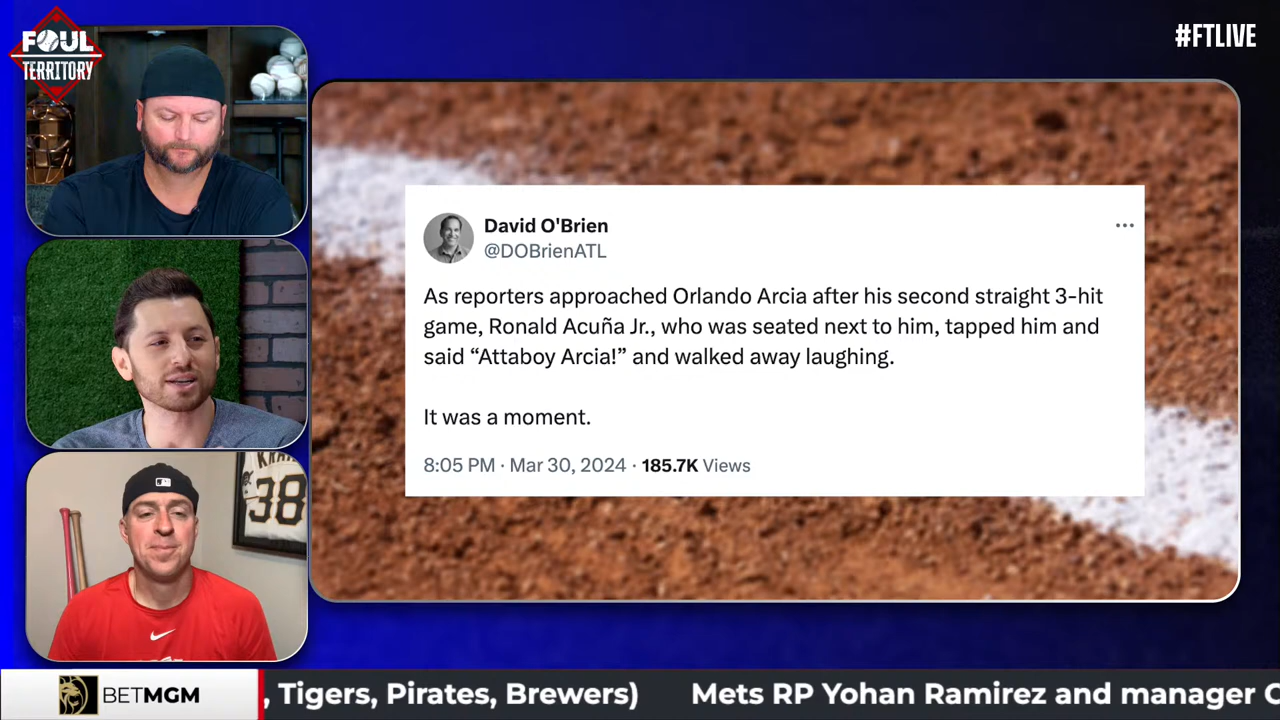 FOUL
TERRITORY
#FTLIVE
David O'Brien
@DOBrienATL
As reporters approached Orlando Arcia after his second straight 3-hit
game, Ronald Acuña Jr., who was seated next to him, tapped him and
said “Attaboy Arcia!” and walked away laughing.
It was a moment.
8:05 PM · Mar 30, 2024 · 185.7K Views
38
BETMGM
, Tigers, Pirates, Brewers) Mets RP Yohan Ramirez and manager C